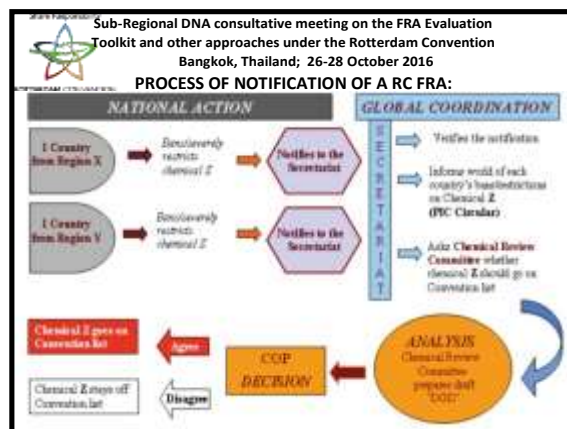 Sub-Regional DNA consultative meeting on the FRA Evaluation
Toolkit and other approaches under the Rotterdam Convention
Bangkok, Thailand; 26-28 October 2016
PROCESS OF NOTIFICATION OF A RC FRA:
NATIONAL ACTION
GLOBAL COORDINATION
1 Country
from Region X
Bans/severely
restricts
chemical Z
Notifies to the
Secretariat
1 Country
from Region Y
Bans/severely
restricts
chemical Z
Notifies to the
Secretariat
SECRETARIAT
Verifies the notification
Informs world of each
country's bans/restrictions
on Chemical Z
(PIC Circular)
Asks Chemical Review
Committee whether
chemical Z should go on
Convention list
ANALYSIS
Chemical Review
Committee
prepare draft
"DGD"
COP
DECISION
Agree
Chemical Z goes on
Convention list
Disagree
Chemical Z stays off
Convention list